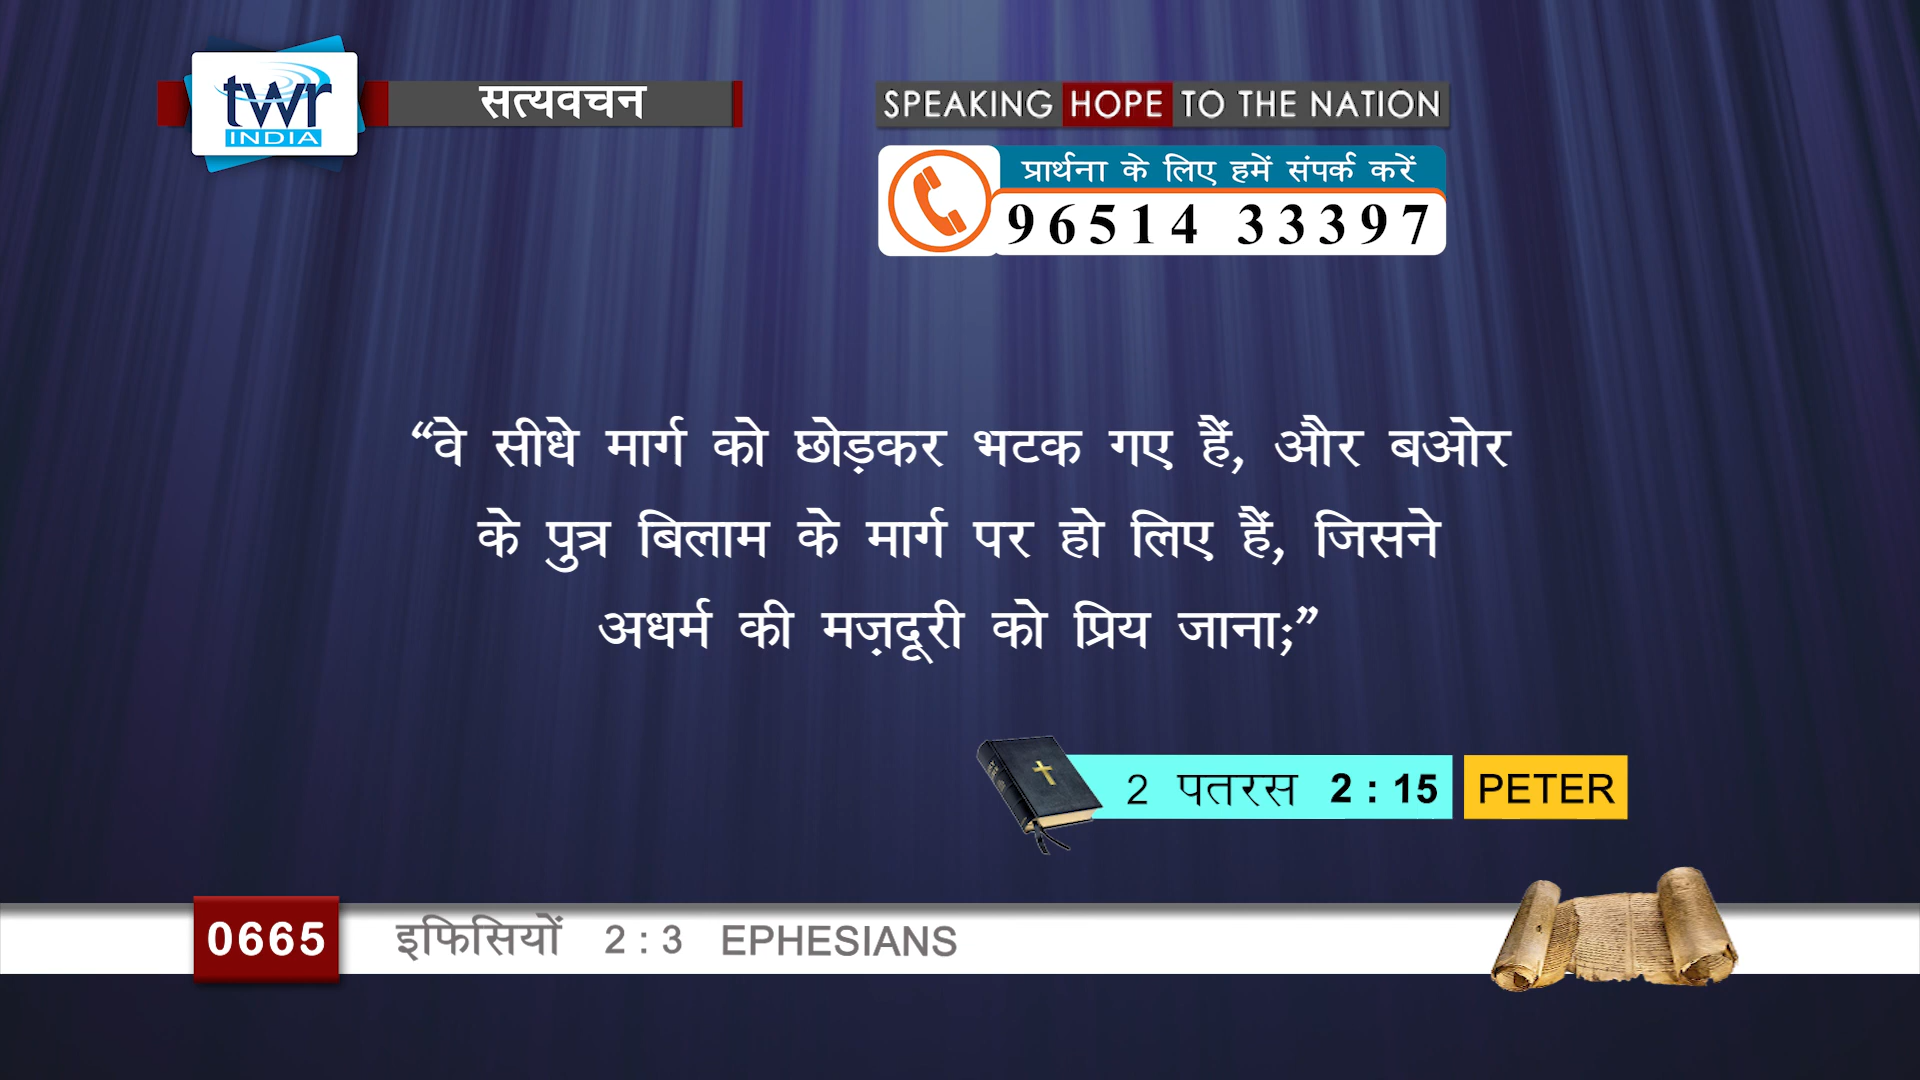 twr
INDIA
सत्यवचन
SPEAKING HOPE TO THE NATION
प्रार्थना के लिए हमें संपर्क करें
96514 33397
“वे सीधे मार्ग को छोड़कर भटक गए हैं, और बओर
के पुत्र बिलाम के मार्ग पर हो लिए हैं, जिसने
अधर्म की मज़दूरी को प्रिय जाना;”
2 पतरस 2 : 15 PETER
0665 इफिसियों 2 : 3 EPHESIANS